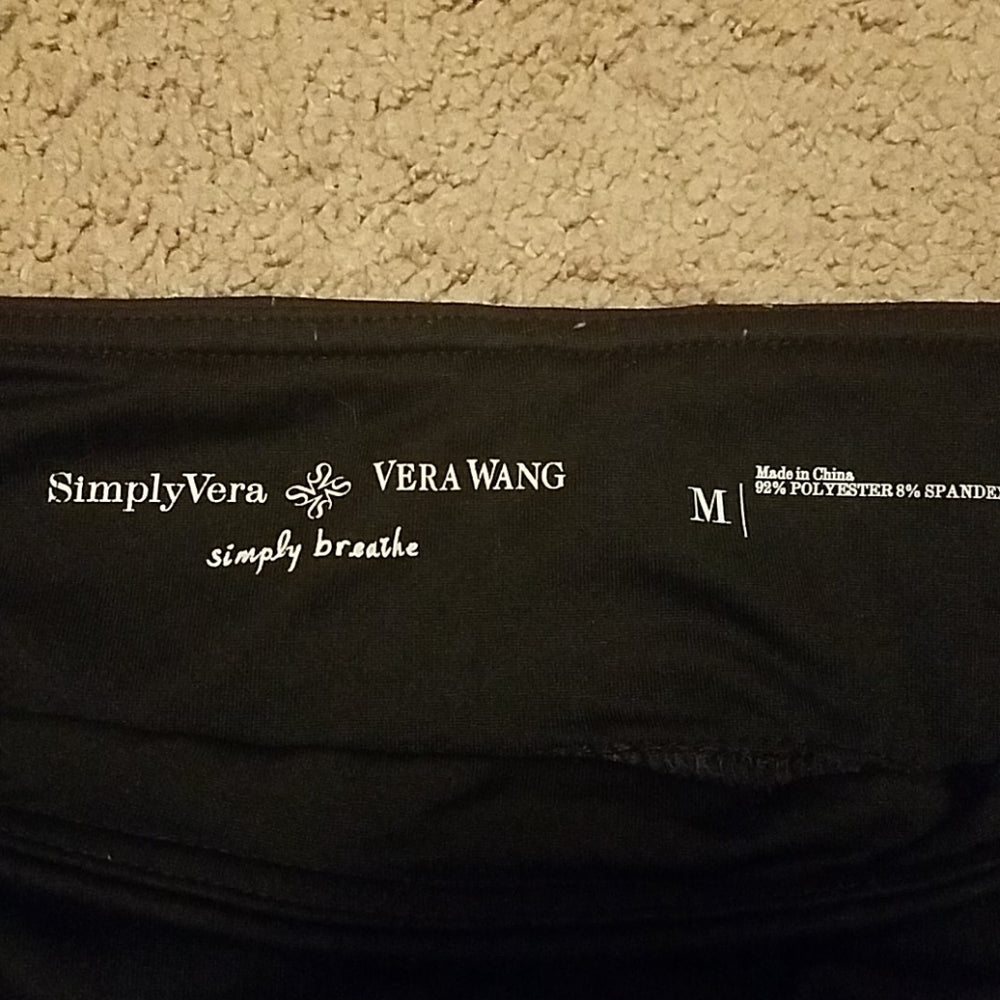 SimplyVera VERA WANG
simply breathe
M
Made in China
92% POLYESTER 8% SPANDEX